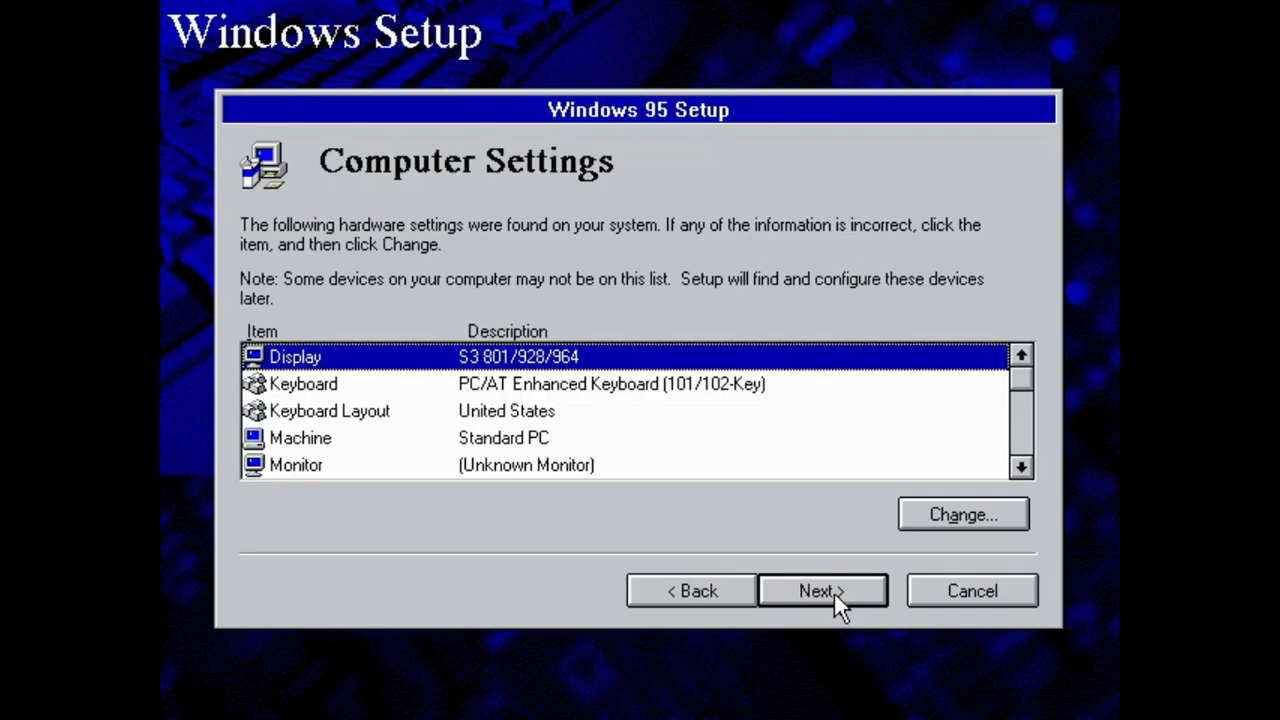 Windows Setup
Windows 95 Setup
Computer Settings
The following hardware settings were found on your system. If any of the information is incorrect, click the
item, and then click Change.
Note: Some devices on your computer may not be on this list. Setup will find and configure these devices
later.
Item Description
Display S3 801/928/964
Keyboard PC/AT Enhanced Keyboard (101/102-Key)
Keyboard Layout United States
Machine Standard PC
Monitor (Unknown Monitor)
Change...
< Back Next> Cancel